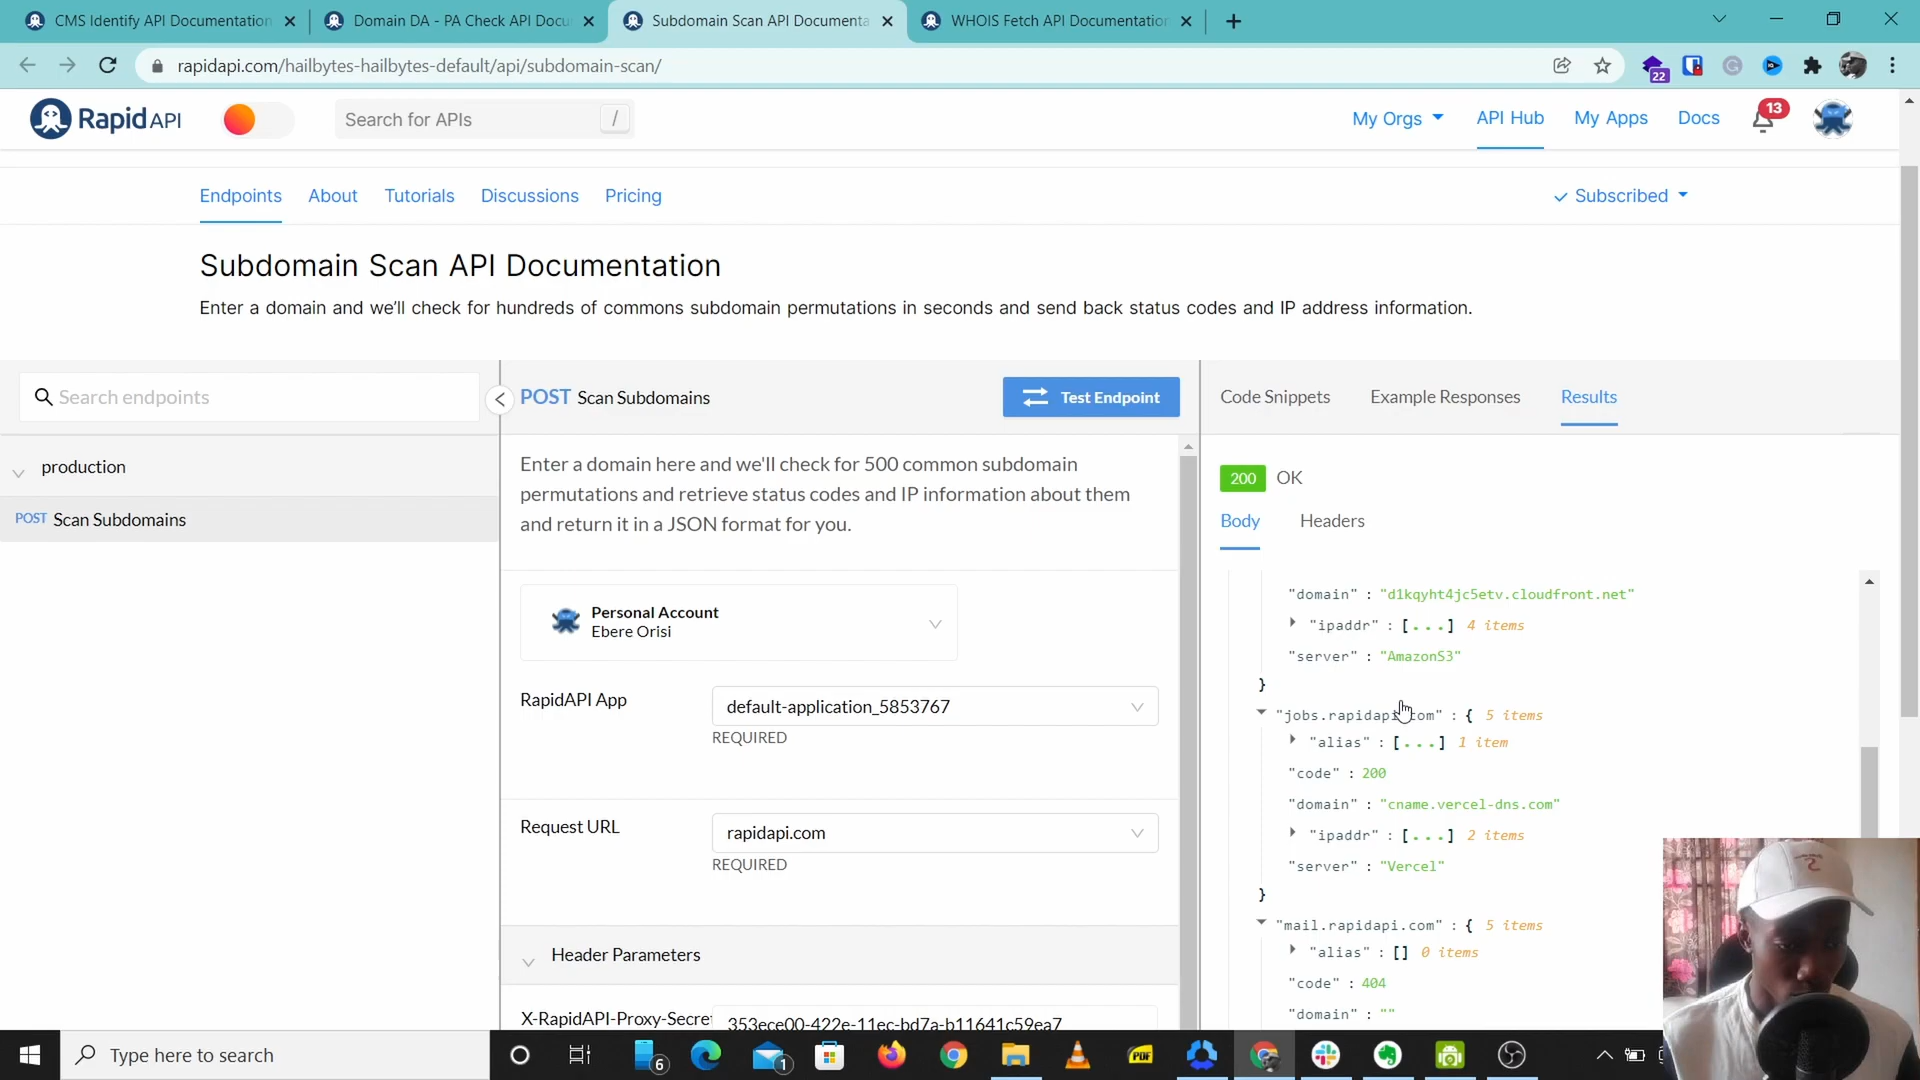 CMS Identify API Documentation
Domain DA - PA Check API Docu
Subdomain Scan API Documenta
WHOIS Fetch API Documentation
rapidapi.com/hailbytes-hailbytes-default/api/subdomain-scan/
22
Rapid API
Search for APIs
/
My Orgs
API Hub
My Apps
Docs
13
Endpoints
About
Tutorials
Discussions
Pricing
Subscribed
Subdomain Scan API Documentation
Enter a domain and we'll check for hundreds of commons subdomain permutations in seconds and send back status codes and IP address information.
Search endpoints
production
POST Scan Subdomains
POST Scan Subdomains
Test Endpoint
Enter a domain here and we'll check for 500 common subdomain
permutations and retrieve status codes and IP information about them
and return it in a JSON format for you.
Personal Account
Ebere Orisi
RapidAPI App
default-application_5853767
REQUIRED
Request URL
rapidapi.com
REQUIRED
Header Parameters
X-RapidAPI-Proxy-Secret
353ece00-422e-11ec-bd7a-b11641c59ea7
Code Snippets
Example Responses
Results
200 OK
Body
Headers
"domain" : "d1kqyht4jc5etv.cloudfront.net"
"ipaddr" : [...] 4 items
"server" : "AmazonS3"
}
"jobs.rapidapi.com" : { 5 items
"alias" : [...] 1 item
"code" : 200
"domain" : "cname.vercel-dns.com"
"ipaddr" : [...] 2 items
"server" : "Vercel"
}
"mail.rapidapi.com" : { 5 items
"alias" : [] 0 items
"code" : 404
"domain" : ""
Type here to search
6
1
PDF